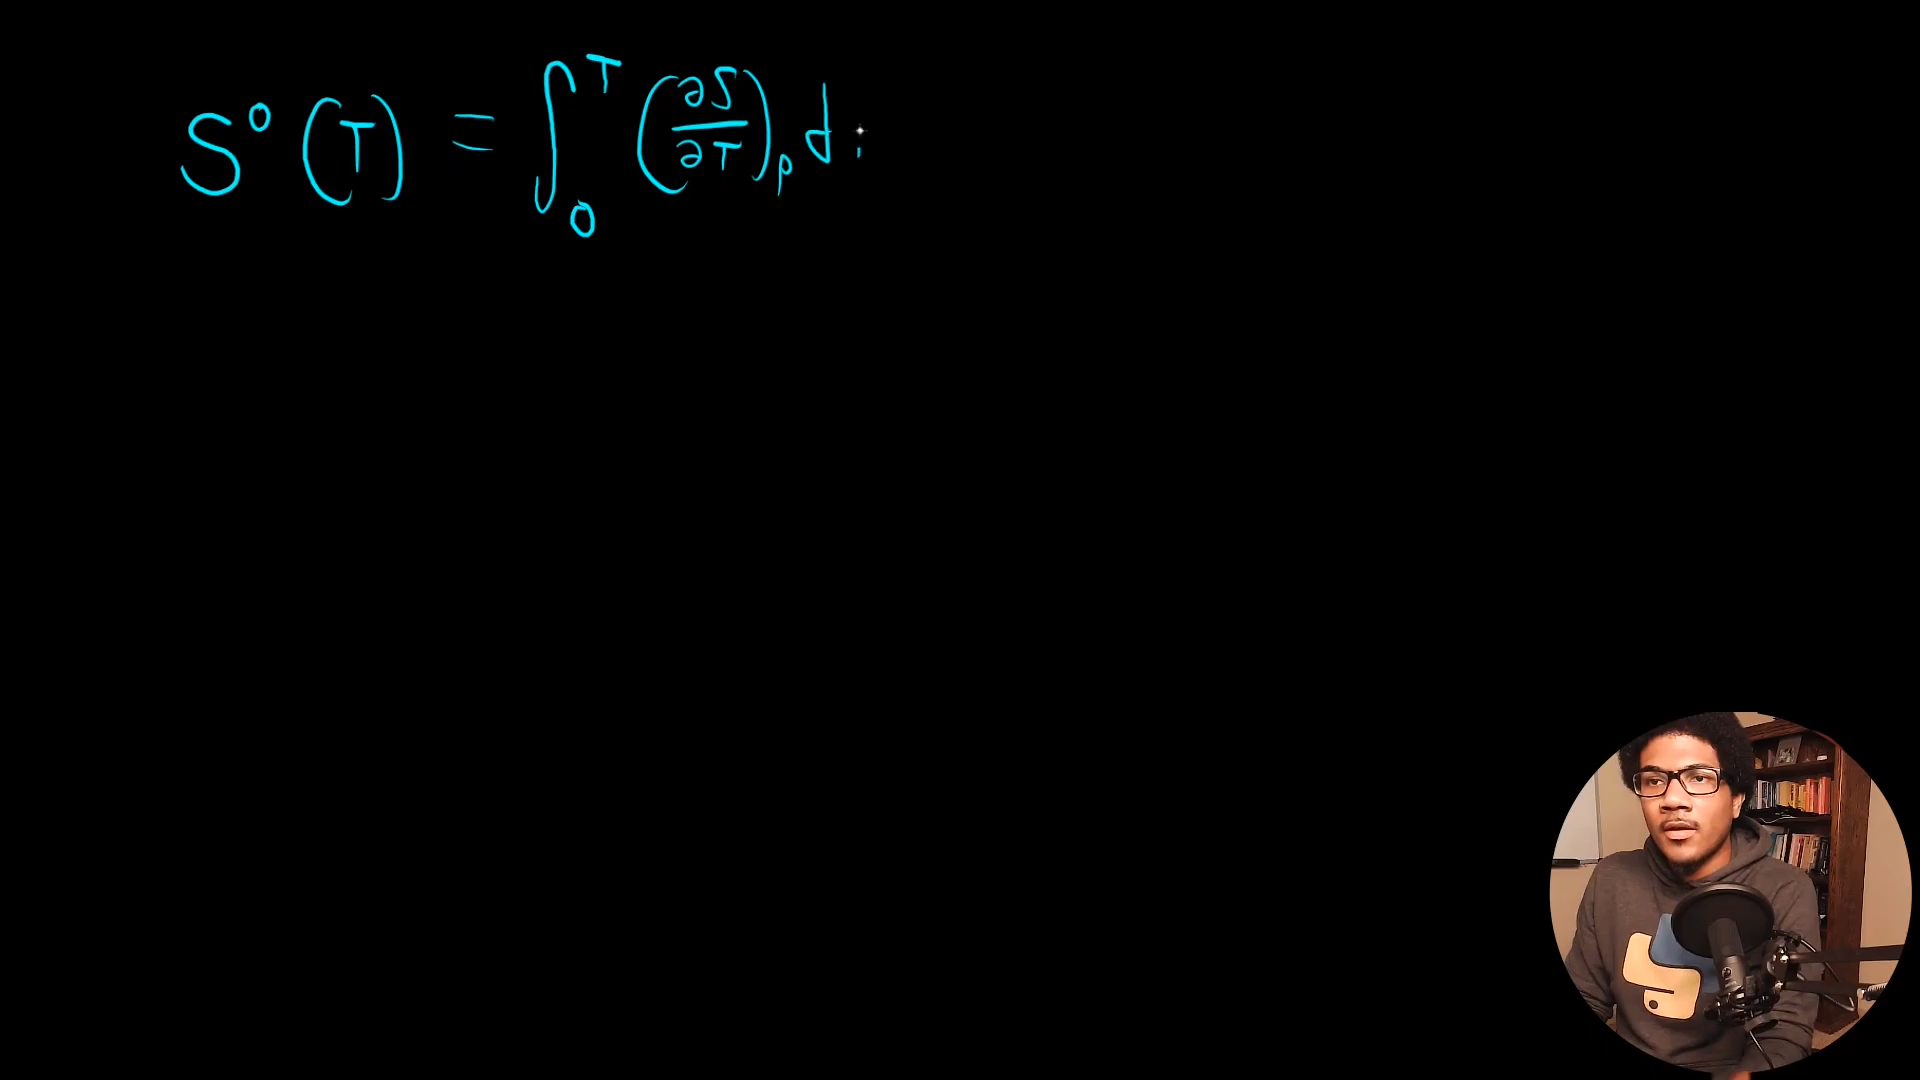 S° (T) = ∫₀ᵀ (∂S/∂T)ₚ d